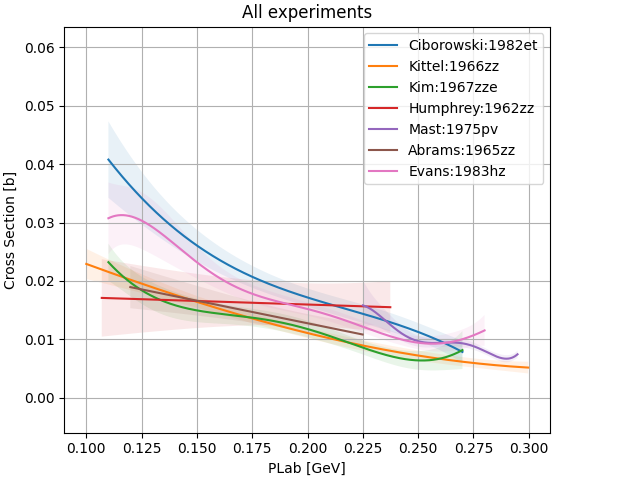 All experiments
Cross Section [b]
0.06
0.05
0.04
0.03
0.02
0.01
0.00
Ciborowski:1982et
Kittel:1966zz
Kim:1967zze
Humphrey:1962zz
Mast:1975pv
Abrams:1965zz
Evans:1983hz
0.100 0.125 0.150 0.175 0.200 0.225 0.250 0.275 0.300
PLab [GeV]